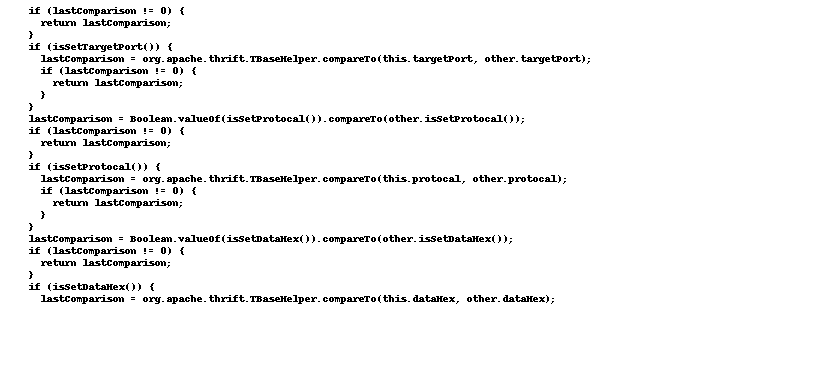 if (lastComparison != 0) {
return lastComparison;
}
if (isSetTargetPort()) {
lastComparison = org.apache.thrift.TBaseHelper.compareTo(this.targetPort, other.targetPort);
if (lastComparison != 0) {
return lastComparison;
}
}
lastComparison = Boolean.valueOf(isSetProtocal()).compareTo(other.isSetProtocal());
if (lastComparison != 0) {
return lastComparison;
}
if (isSetProtocal()) {
lastComparison = org.apache.thrift.TBaseHelper.compareTo(this.protocal, other.protocal);
if (lastComparison != 0) {
return lastComparison;
}
}
lastComparison = Boolean.valueOf(isSetDataHex()).compareTo(other.isSetDataHex());
if (lastComparison != 0) {
return lastComparison;
}
if (isSetDataHex()) {
lastComparison = org.apache.thrift.TBaseHelper.compareTo(this.dataHex, other.dataHex);